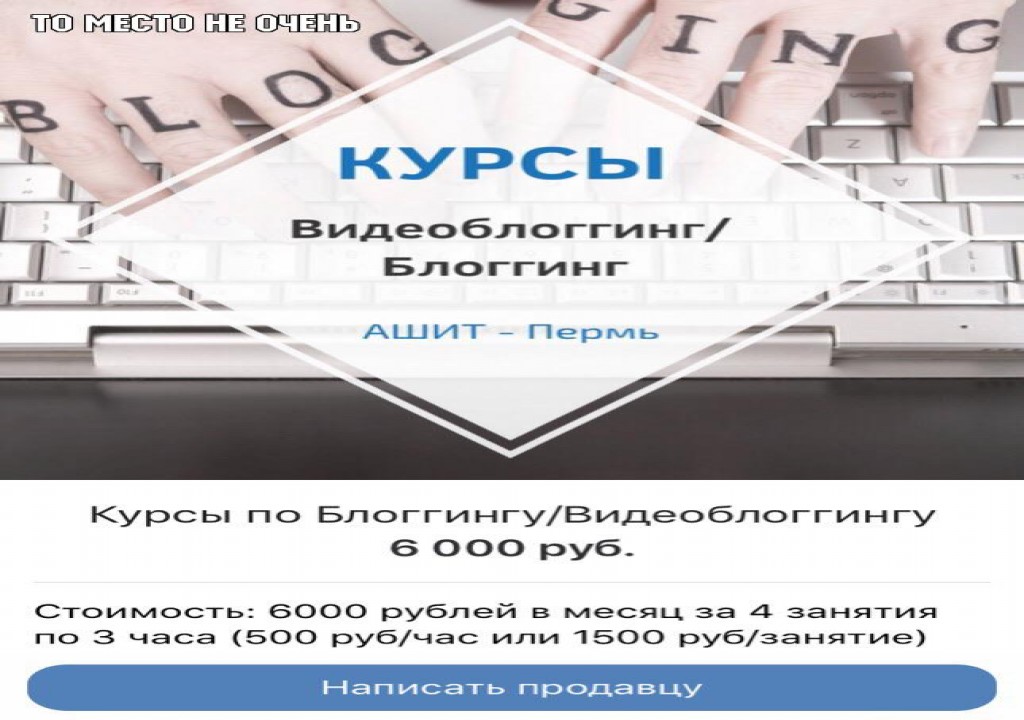 ТО МЕСТО НЕ ОЧЕНЬ
BLOGGING
КУРСЫ
Видеоблоггинг/
Блоггинг
АШИТ - Пермь
Курсы по Блоггингу/Видеоблоггингу
6 000 руб.
Стоимость: 6000 рублей в месяц за 4 занятия
по 3 часа (500 руб/час или 1500 руб/занятие)
Написать продавцу